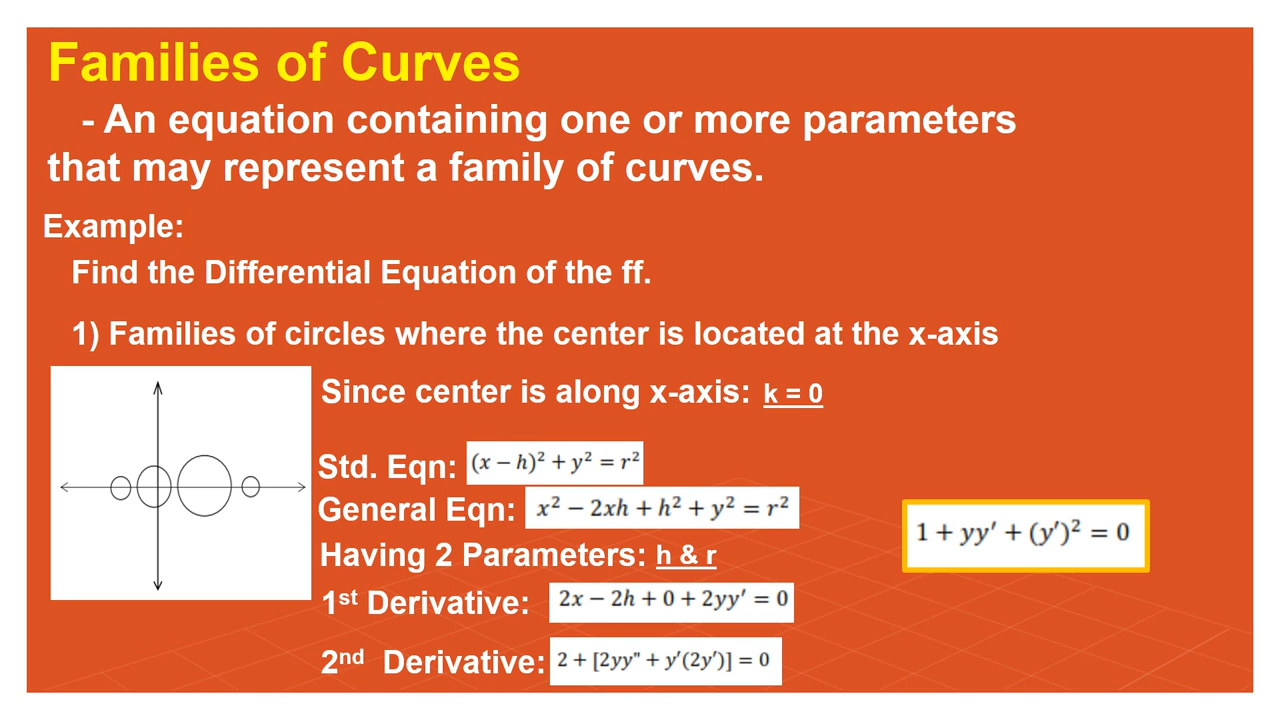 Families of Curves
- An equation containing one or more parameters
that may represent a family of curves.
Example:
Find the Differential Equation of the ff.
1) Families of circles where the center is located at the x-axis
Since center is along x-axis: k = 0
Std. Eqn: (x − h)² + y² = r²
General Eqn: x² − 2xh + h² + y² = r²
Having 2 Parameters: h & r
1st Derivative: 2x − 2h + 0 + 2yy′ = 0
2nd Derivative: 2 + [2yy" + y′(2y′)] = 0
1 + yy′ + (y′)² = 0